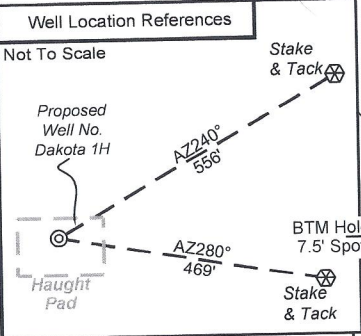 Well Location References
Not To Scale
Stake
& Tack
Proposed
Well No.
Dakota 1H
AZ240°
556'
BTM Hol
7.5' Spo
AZ280°
469'
Haught
Pad
Stake
& Tack